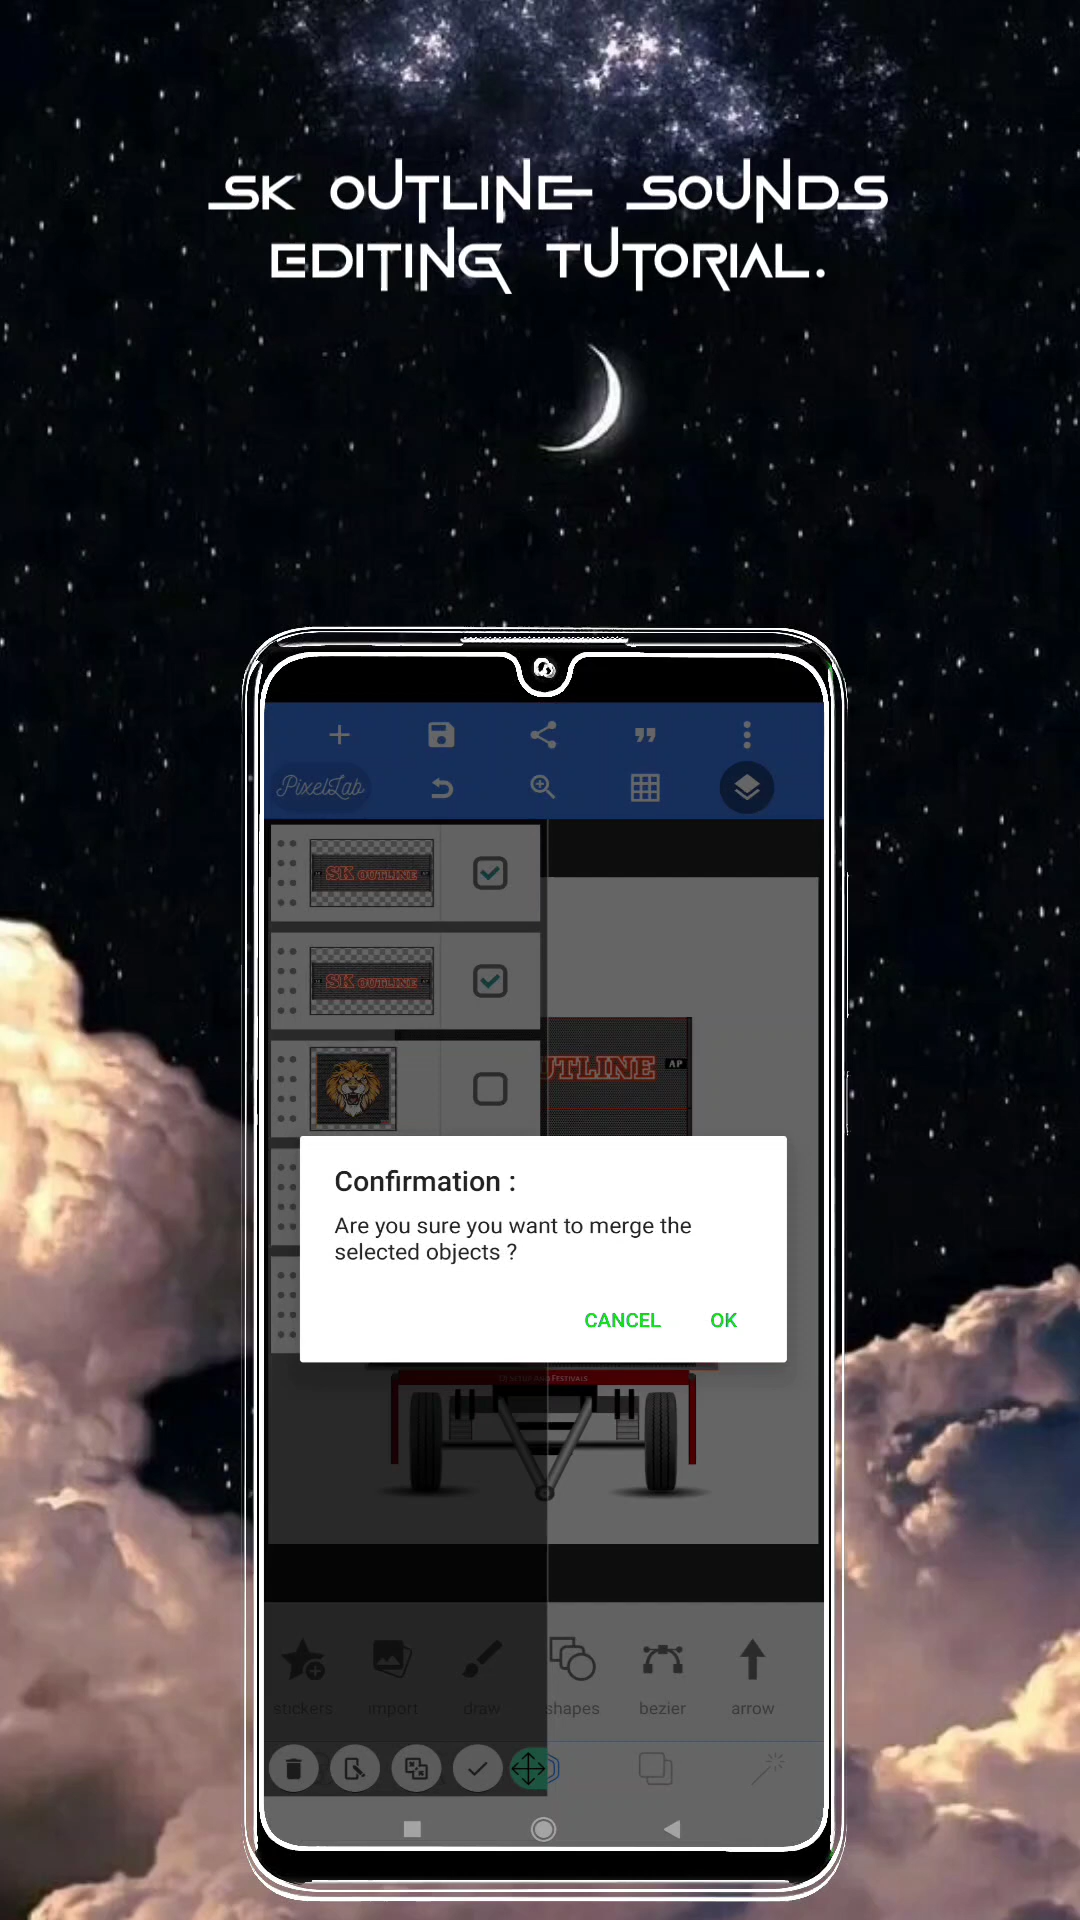 SK OUTLINE SOUNDS
EDITING TUTORIAL.
PixelLab
SK OUTLINE
SK OUTLINE
UTLINE
AP
Confirmation :
Are you sure you want to merge the
selected objects ?
CANCEL OK
stickers import draw shapes bezier arrow